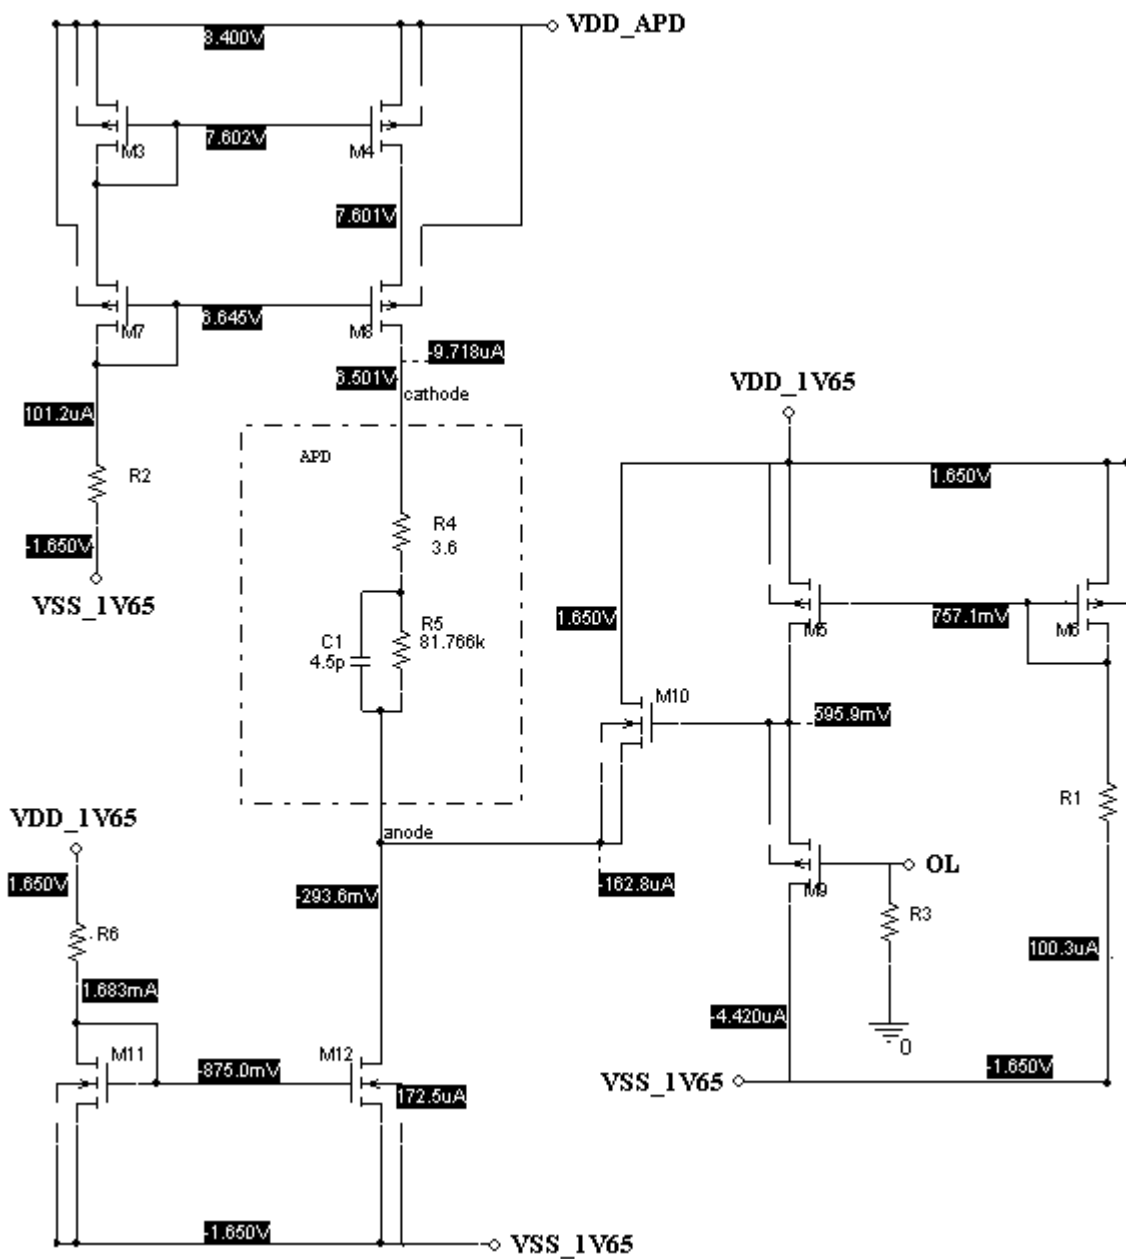 VDD_APD
8.400V
M3
7.602V
M4
7.601V
M7
6.645V
M8
-9.718uA
6.501V
cathode
VDD_1V65
101.2uA
APD
R2
1.650V
R4
3.6
-1.650V
VSS_1V65
1.650V
M5
757.1mV
M6
R5
C1
81.766k
4.5p
M10
595.9mV
VDD_1V65
R1
anode
1.650V
-293.6mV
-162.8uA
M9
OL
R6
R3
100.3uA
1.683mA
-4.420uA
M11
M12
0
-875.0mV
172.5uA
VSS_1V65
-1.650V
-1.650V
VSS_1V65